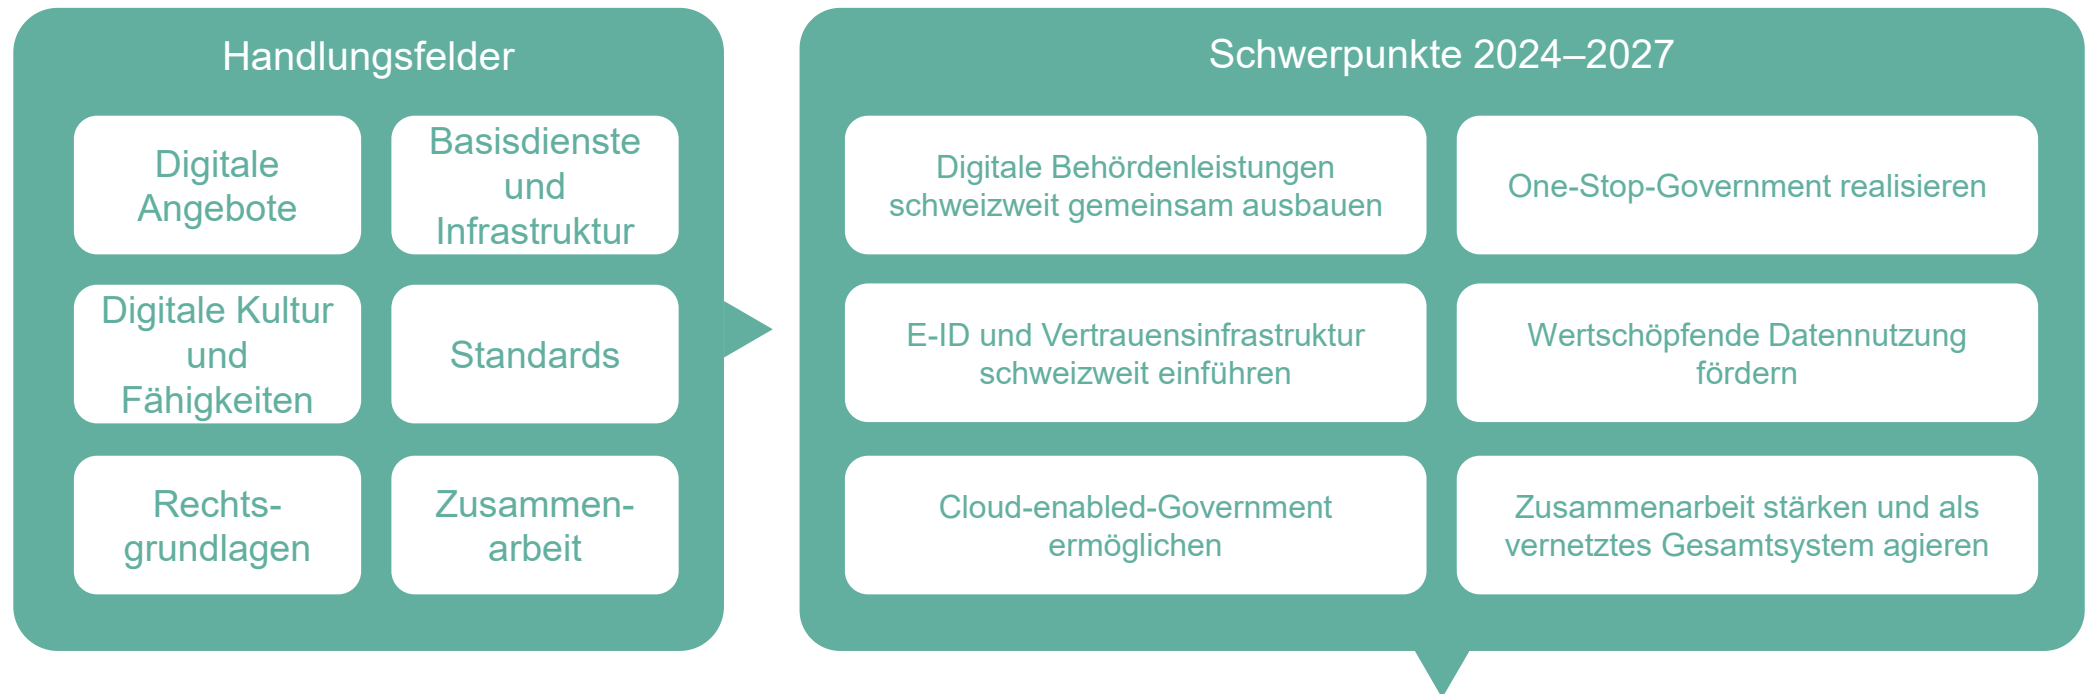 Handlungsfelder
Digitale
Angebote
Basisdienste
und
Infrastruktur
Digitale Kultur
und
Fähigkeiten
Standards
Rechts-
grundlagen
Zusammen-
arbeit
Schwerpunkte 2024–2027
Digitale Behördenleistungen
schweizweit gemeinsam ausbauen
One-Stop-Government realisieren
E-ID und Vertrauensinfrastruktur
schweizweit einführen
Wertschöpfende Datennutzung
fördern
Cloud-enabled-Government
ermöglichen
Zusammenarbeit stärken und als
vernetztes Gesamtsystem agieren